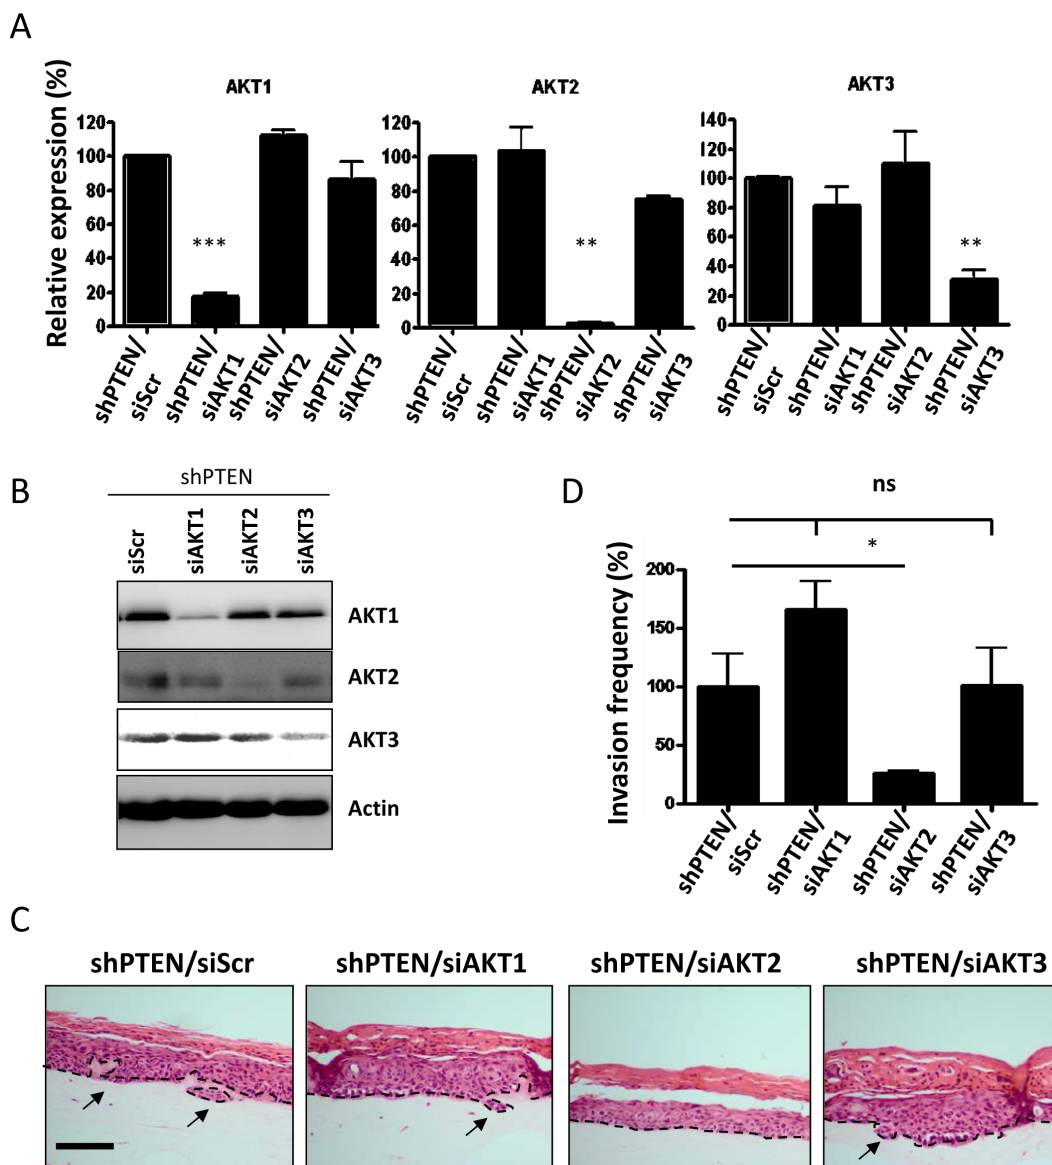 A
Relative expression (%)
AKT1
120
100
80
60
40
20
0
***
shPTEN/
siScr
shPTEN/
siAKT1
shPTEN/
siAKT2
shPTEN/
siAKT3
AKT2
120
100
80
60
40
20
0
**
shPTEN/
siScr
shPTEN/
siAKT1
shPTEN/
siAKT2
shPTEN/
siAKT3
AKT3
140
120
100
80
60
40
20
0
**
shPTEN/
siScr
shPTEN/
siAKT1
shPTEN/
siAKT2
shPTEN/
siAKT3
B
shPTEN
siScr
siAKT1
siAKT2
siAKT3
AKT1
AKT2
AKT3
Actin
D
ns
*
Invasion frequency (%)
200
150
100
50
0
shPTEN/
siScr
shPTEN/
siAKT1
shPTEN/
siAKT2
shPTEN/
siAKT3
C
shPTEN/siScr
shPTEN/siAKT1
shPTEN/siAKT2
shPTEN/siAKT3